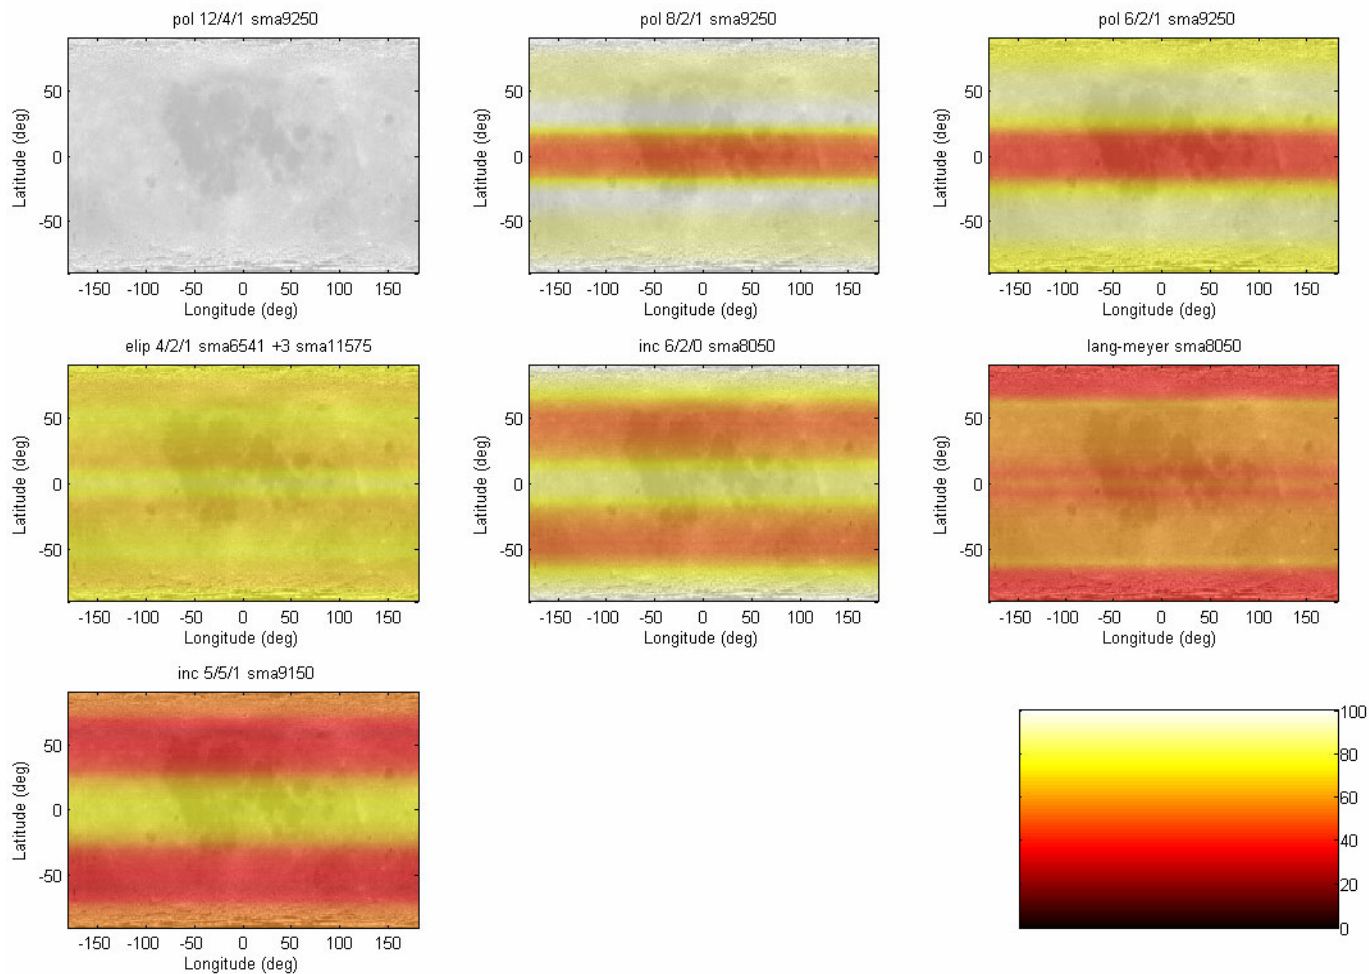 pol 12/4/1 sma9250
50
0
-50
Latitude (deg)
-150 -100 -50 0 50 100 150
Longitude (deg)
pol 8/2/1 sma9250
50
0
-50
Latitude (deg)
-150 -100 -50 0 50 100 150
Longitude (deg)
pol 6/2/1 sma9250
50
0
-50
Latitude (deg)
-150 -100 -50 0 50 100 150
Longitude (deg)
elip 4/2/1 sma6541 +3 sma11575
50
0
-50
Latitude (deg)
-150 -100 -50 0 50 100 150
Longitude (deg)
inc 6/2/0 sma8050
50
0
-50
Latitude (deg)
-150 -100 -50 0 50 100 150
Longitude (deg)
lang-meyer sma8050
50
0
-50
Latitude (deg)
-150 -100 -50 0 50 100 150
Longitude (deg)
inc 5/5/1 sma9150
50
0
-50
Latitude (deg)
-150 -100 -50 0 50 100 150
Longitude (deg)
100
80
60
40
20
0